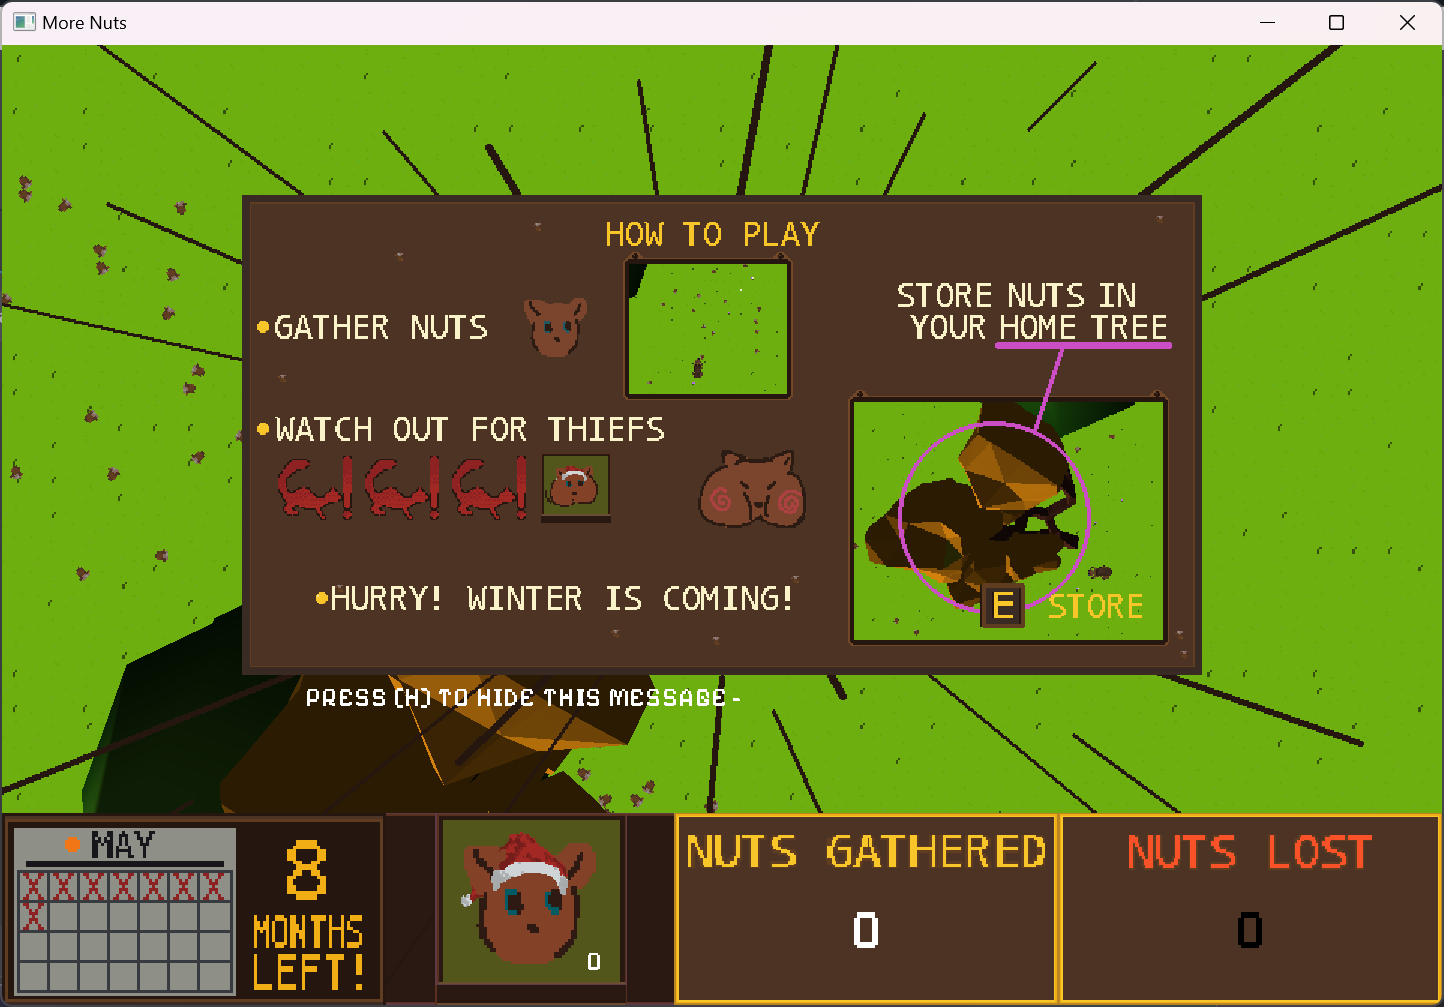 More Nuts
HOW TO PLAY
GATHER NUTS
WATCH OUT FOR THIEFS
HURRY! WINTER IS COMING!
STORE NUTS IN
YOUR HOME TREE
E STORE
PRESS (H) TO HIDE THIS MESSAGE-
MAY
8
MONTHS
LEFT!
0
NUTS GATHERED
0
NUTS LOST
0